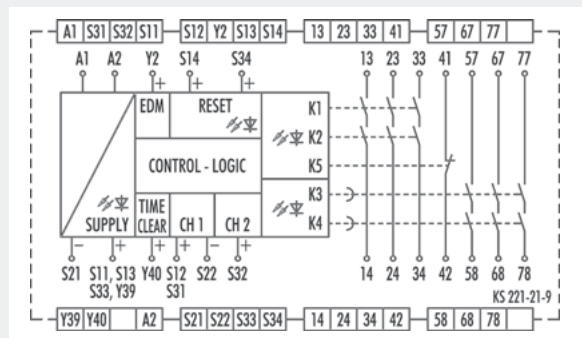 A1 S31 S32 S11 S12 Y2 S13 S14 13 23 33 41 57 67 77
A1 A2 Y2 S14 S34 13 23 33 41 57 67 77
+ + +
EDM RESET K1
K2
CONTROL - LOGIC K5
K3
SUPPLY TIME CLEAR CH 1 CH 2 K4
− + + + − +
S21 S11, S13 Y40 S12 S22 S32 14 24 34 42 58 68 78
S33, Y39 S31
KS 221-21-9
Y39 Y40 A2 S21 S22 S33 S34 14 24 34 42 58 68 78